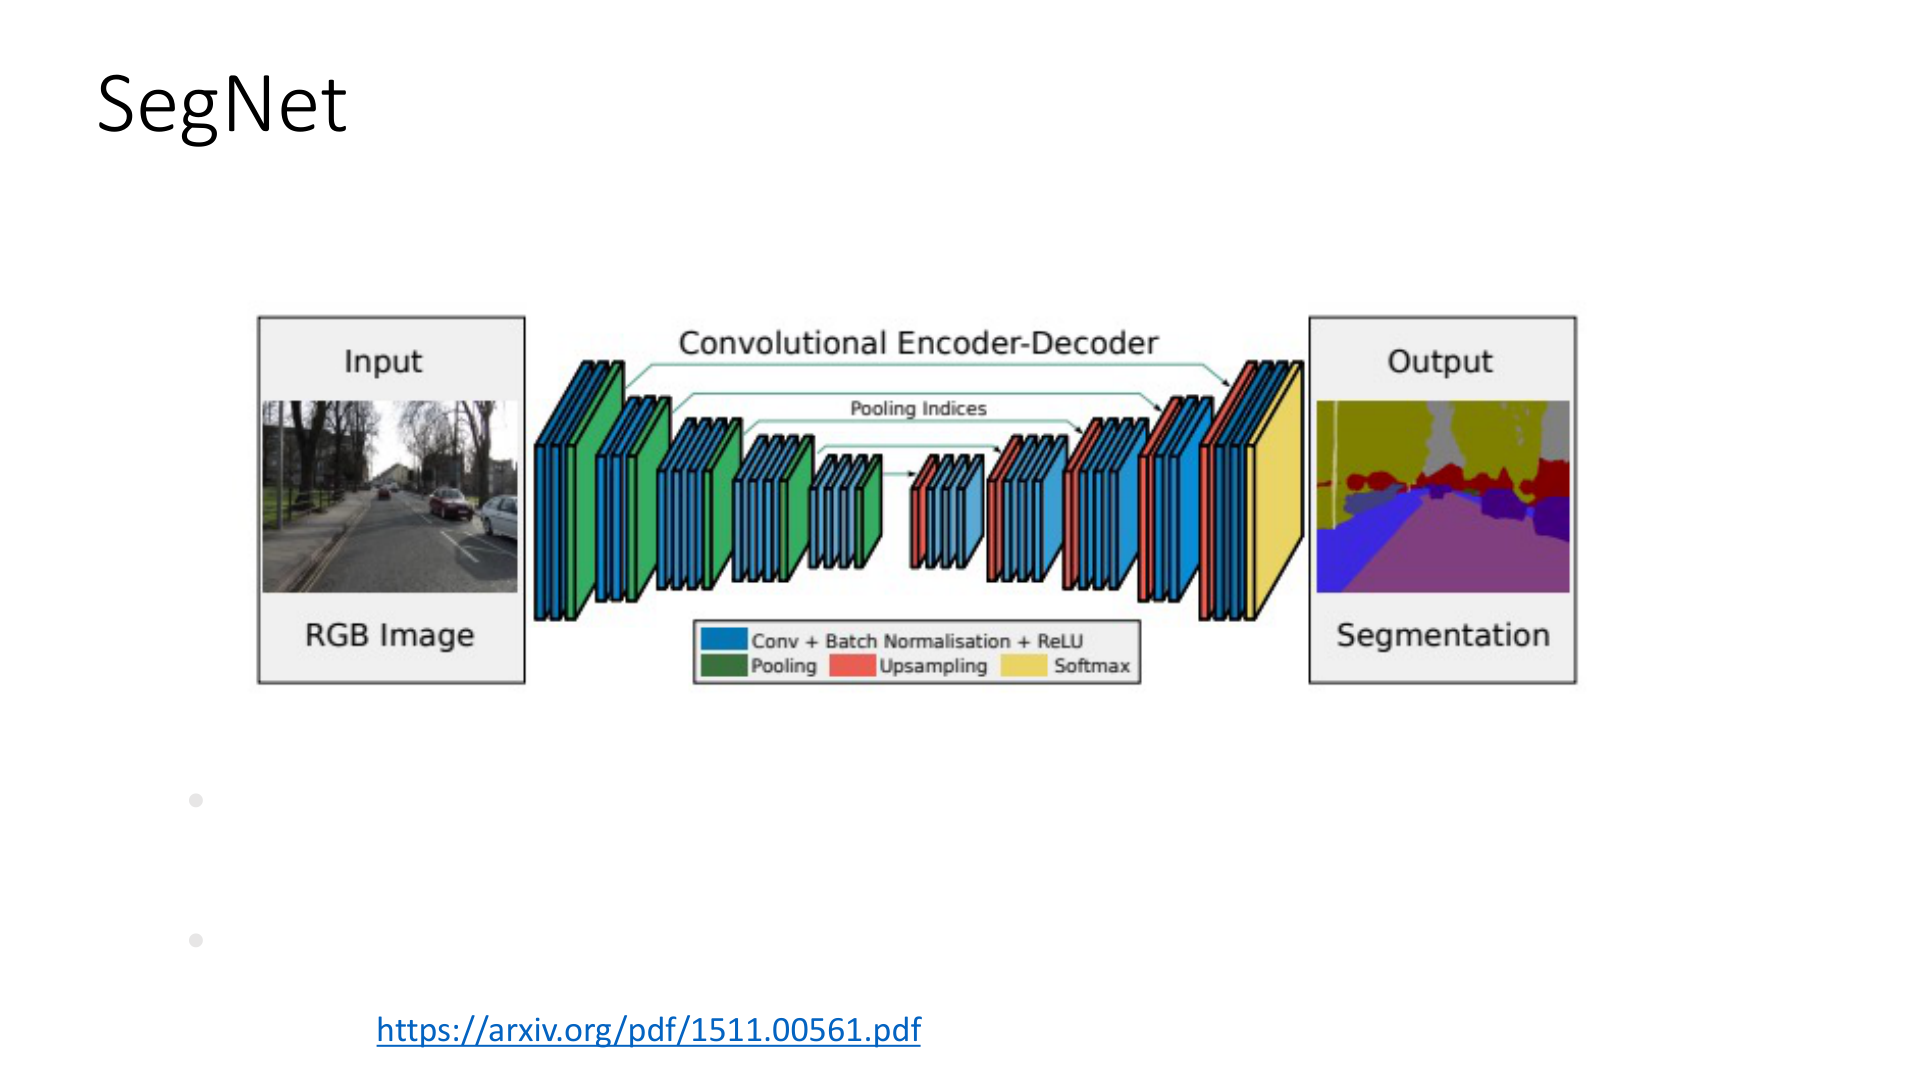 SegNet
Convolutional Encoder-Decoder
Input
Output
Pooling Indices
RGB Image
Segmentation
Conv + Batch Normalisation + ReLU
Pooling Upsampling Softmax
https://arxiv.org/pdf/1511.00561.pdf